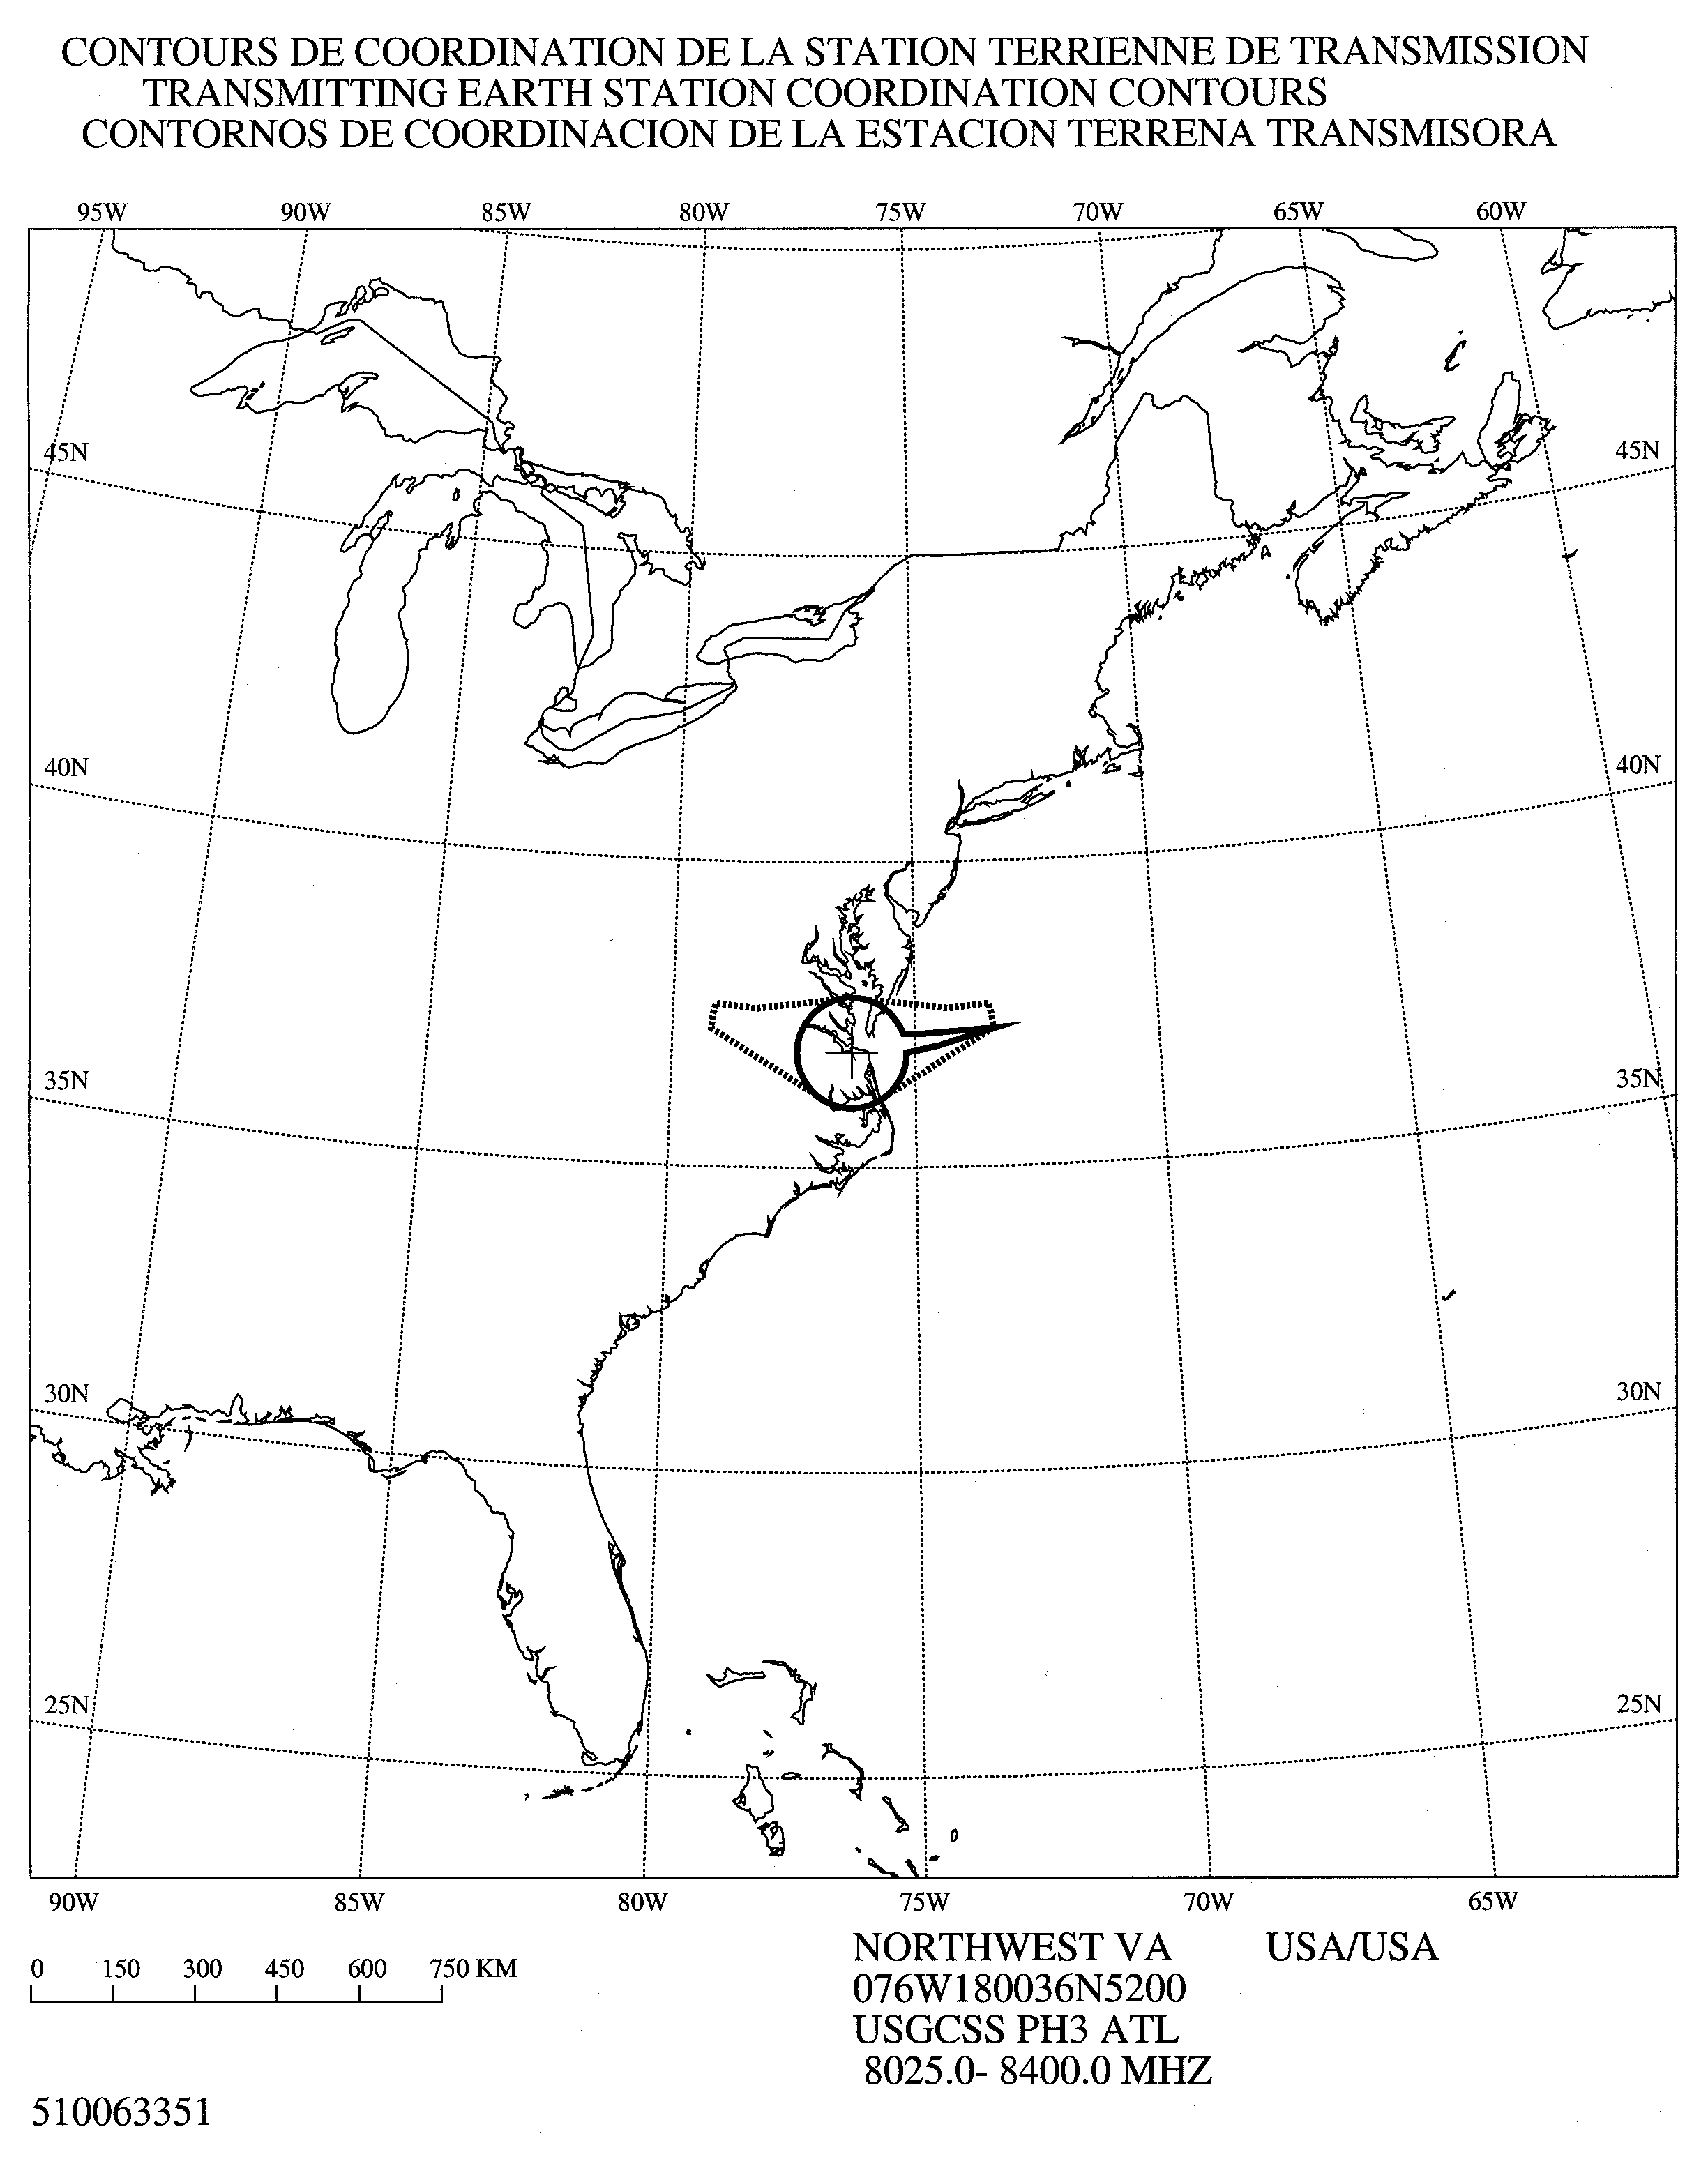 CONTOURS DE COORDINATION DE LA STATION TERRIENNE DE TRANSMISSION
TRANSMITTING EARTH STATION COORDINATION CONTOURS
CONTORNOS DE COORDINACION DE LA ESTACION TERRENA TRANSMISORA
95W 90W 85W 80W 75W 70W 65W 60W
45N 45N
40N 40N
35N 35N
30N 30N
25N 25N
90W 85W 80W 75W 70W 65W
0 150 300 450 600 750 KM
NORTHWEST VA USA/USA
076W180036N5200
USGCSS PH3 ATL
8025.0- 8400.0 MHZ
510063351